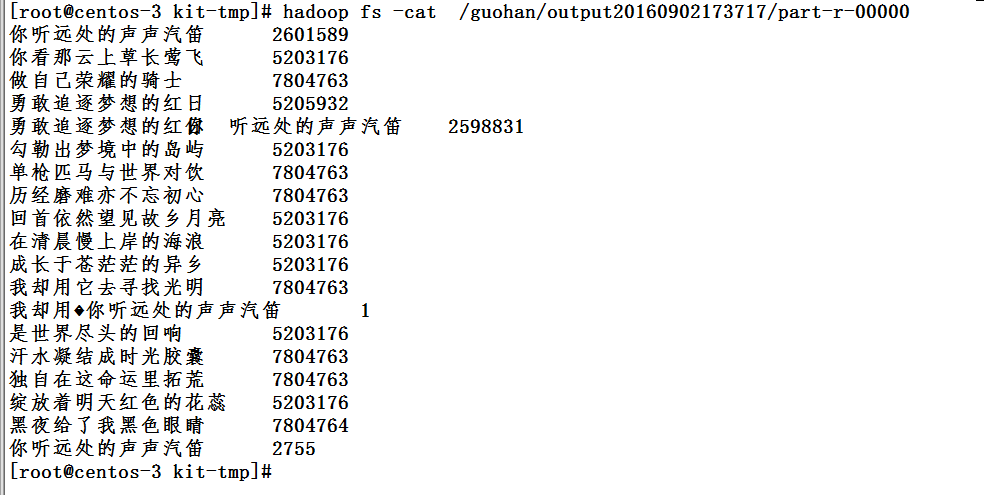 [root@centos-3 kit-tmp]# hadoop fs -cat  /guohan/output20160902173717/part-r-00000
你听远处的声声汽笛 2601589
你看那云上草长莺飞 5203176
做自己荣耀的骑士 7804763
勇敢追逐梦想的红日 5205932
勇敢追逐梦想的红你 听远处的声声汽笛 2598831
勾勒出梦境中的岛屿 5203176
单枪匹马与世界对饮 7804763
历经磨难亦不忘初心 7804763
回首依然望见故乡月亮 5203176
在清晨慢上岸的海浪 5203176
成长于苍茫茫的异乡 5203176
我却用它去寻找光明 7804763
我却用�你听远处的声声汽笛 1
是世界尽头的回响 5203176
汗水凝结成时光胶囊 7804763
独自在这命运里拓荒 7804763
绽放着明天红色的花蕊 5203176
黑夜给了我黑色眼睛 7804764
你听远处的声声汽笛 2755
[root@centos-3 kit-tmp]#